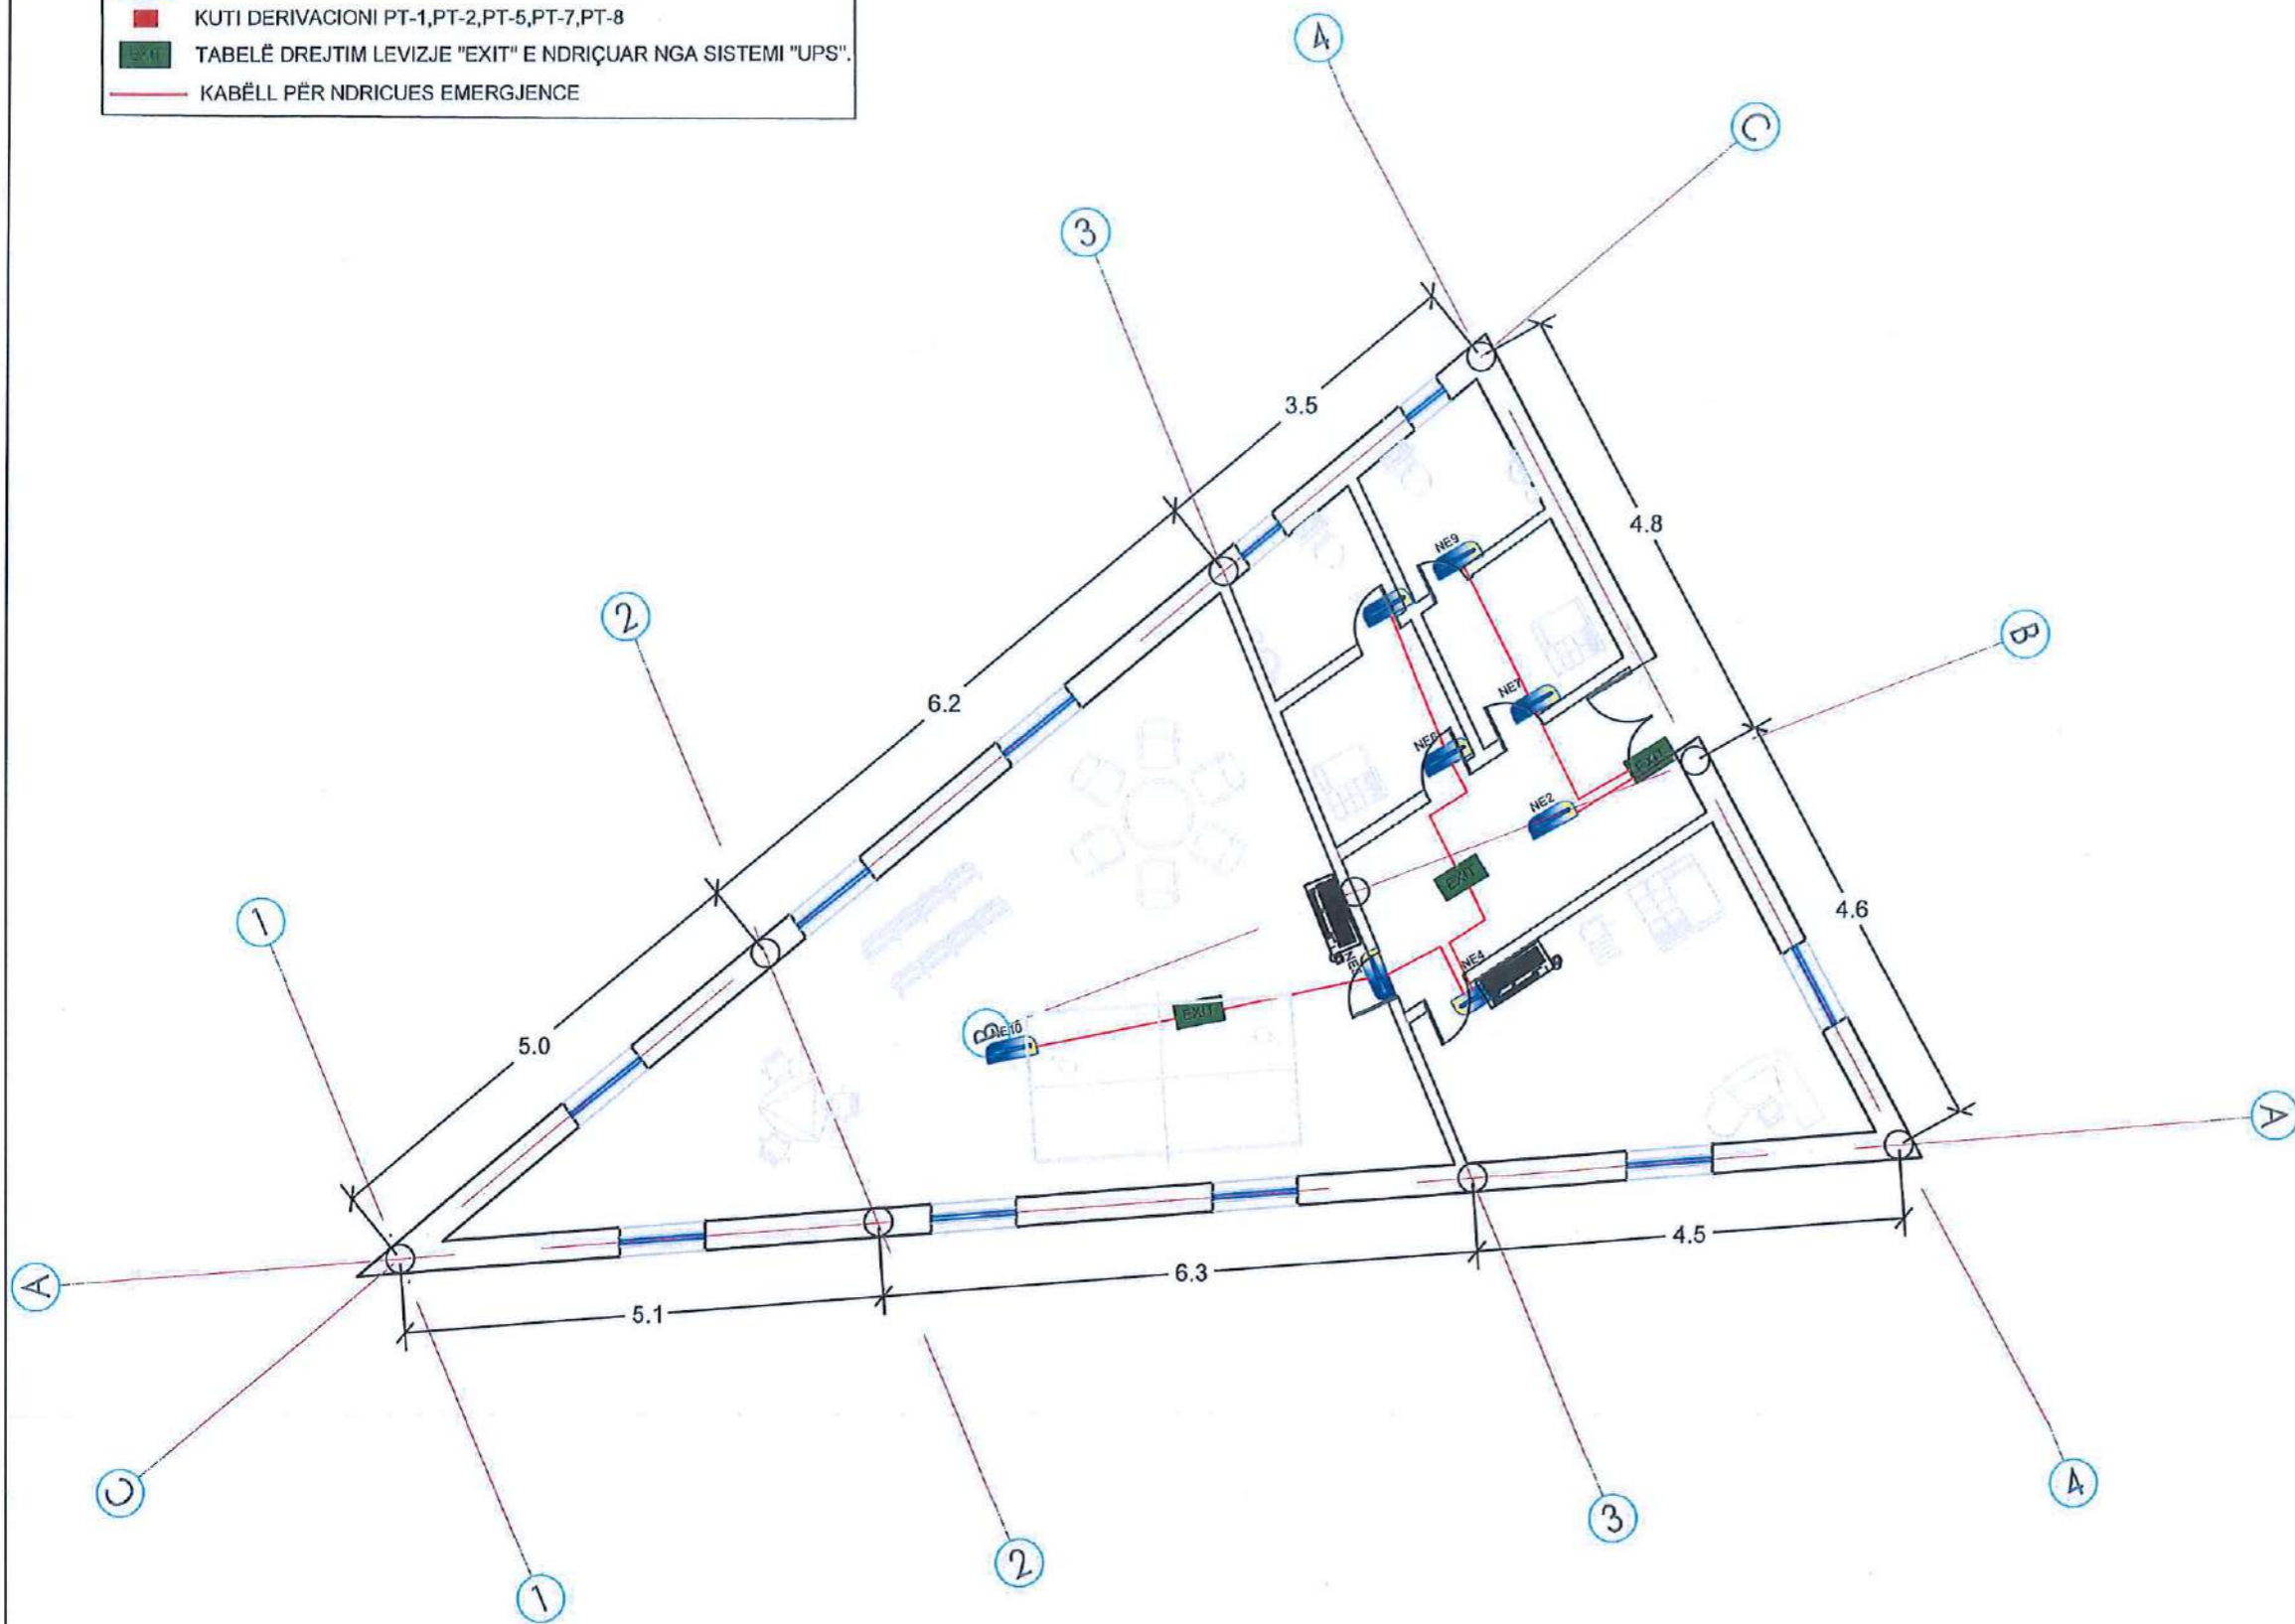 KUTI DERIVACIONI PT-1,PT-2,PT-5,PT-7,PT-8
TABELË DREJTIM LEVIZJE "EXIT" E NDRIÇUAR NGA SISTEMI "UPS".
KABËLL PËR NDRICUES EMERGJENCE
4
C
3
3.5
4.8
NE9
2
B
6.2
NE7
NE6
EXIT
NE2
EXIT
1
4.6
NE4
B
NE10
EXIT
5.0
A
4.5
A
6.3
5.1
C
4
3
2
1